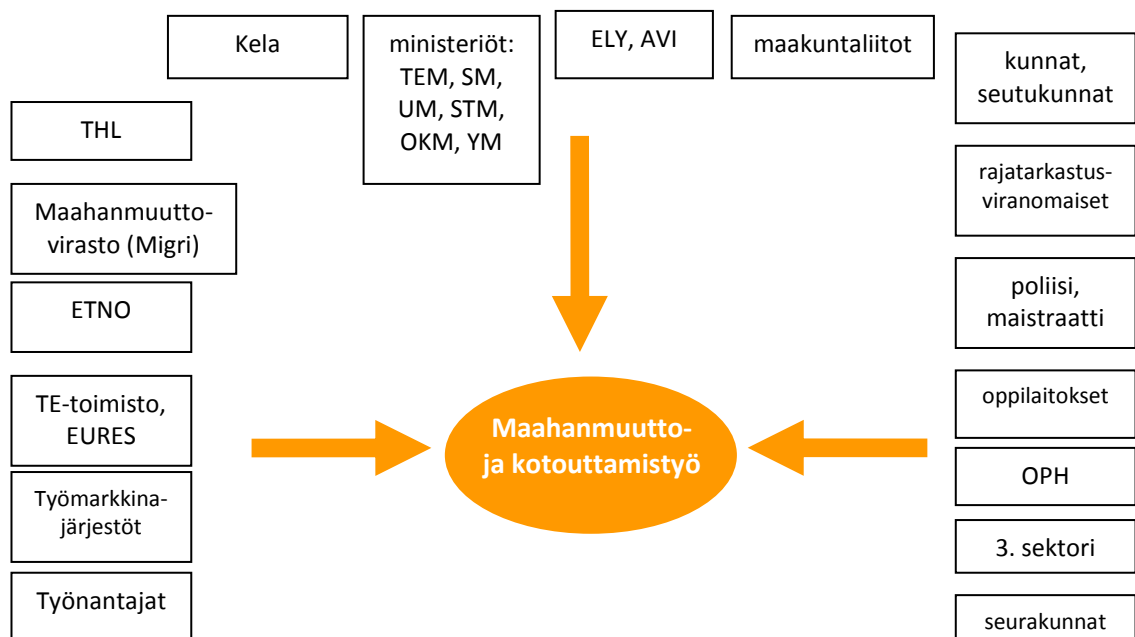 Kela
ministeriöt:
TEM, SM,
UM, STM,
OKM, YM
ELY, AVI
maakuntaliitot
kunnat,
seutukunnat
THL
Maahanmuutto-
virasto (Migri)
ETNO
TE-toimisto,
EURES
Työmarkkina-
järjestöt
Työnantajat
Maahanmuutto-
ja kotouttamistyö
rajatarkastus-
viranomaiset
poliisi,
maistraatti
oppilaitokset
OPH
3. sektori
seurakunnat